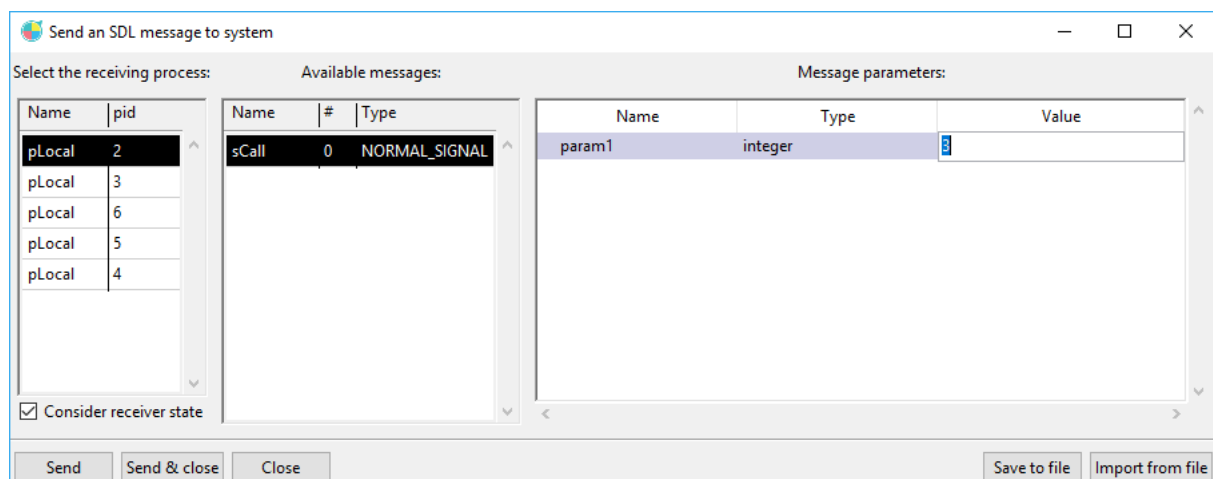 Send an SDL message to system
Select the receiving process: Available messages: Message parameters:
Name pid Name # Type Name Type Value
pLocal 2 sCall 0 NORMAL_SIGNAL param1 integer 3
pLocal 3
pLocal 6
pLocal 5
pLocal 4
Consider receiver state
Send Send & close Close Save to file Import from file